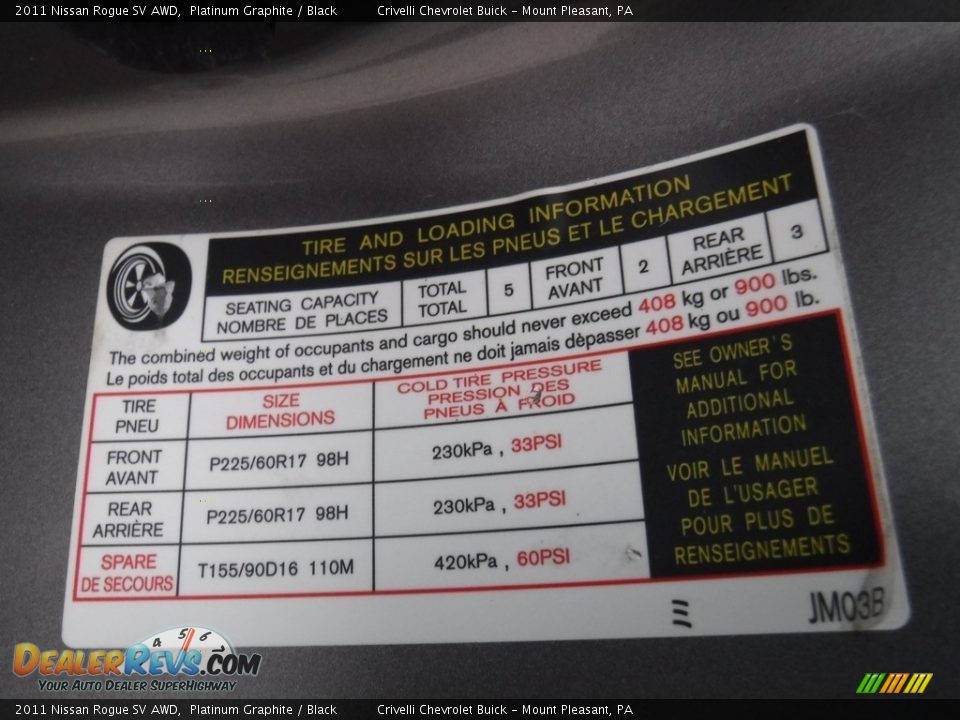 2011 Nissan Rogue SV AWD, Platinum Graphite / Black Crivelli Chevrolet Buick - Mount Pleasant, PA
TIRE AND LOADING INFORMATION
RENSEIGNEMENTS SUR LES PNEUS ET LE CHARGEMENT
SEATING CAPACITY
NOMBRE DE PLACES
TOTAL
TOTAL
5
FRONT
AVANT
2
REAR
ARRIÈRE
3
The combined weight of occupants and cargo should never exceed 408 kg or 900 lbs.
Le poids total des occupants et du chargement ne doit jamais dèpasser 408 kg ou 900 lb.
TIRE
PNEU
SIZE
DIMENSIONS
COLD TIRE PRESSURE
PRESSION DES
PNEUS À FROID
FRONT
AVANT
P225/60R17 98H
230kPa , 33PSI
REAR
ARRIÈRE
P225/60R17 98H
230kPa , 33PSI
SPARE
DE SECOURS
T155/90D16 110M
420kPa , 60PSI
SEE OWNER'S
MANUAL FOR
ADDITIONAL
INFORMATION
VOIR LE MANUEL
DE L'USAGER
POUR PLUS DE
RENSEIGNEMENTS
JM03B
4 5 6
DEALERREVS.COM
YOUR AUTO DEALER SUPERHIGHWAY
2011 Nissan Rogue SV AWD, Platinum Graphite / Black Crivelli Chevrolet Buick - Mount Pleasant, PA